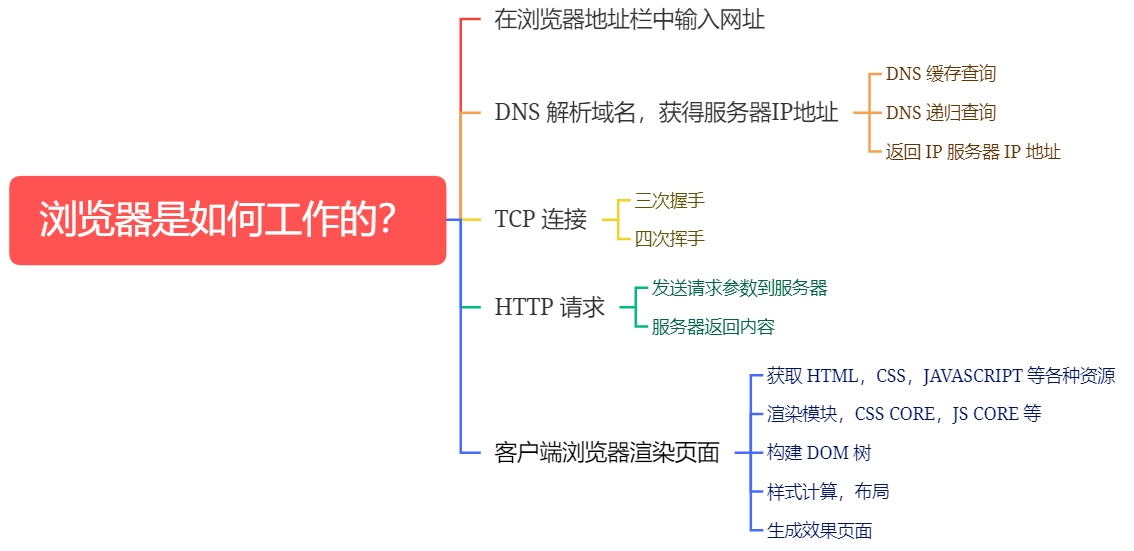 浏览器是如何工作的？
在浏览器地址栏中输入网址
DNS 解析域名，获得服务器IP地址
DNS 缓存查询
DNS 递归查询
返回 IP 服务器 IP 地址
TCP 连接
三次握手
四次挥手
HTTP 请求
发送请求参数到服务器
服务器返回内容
客户端浏览器渲染页面
获取 HTML，CSS，JAVASCRIPT 等各种资源
渲染模块，CSS CORE，JS CORE 等
构建 DOM 树
样式计算，布局
生成效果页面